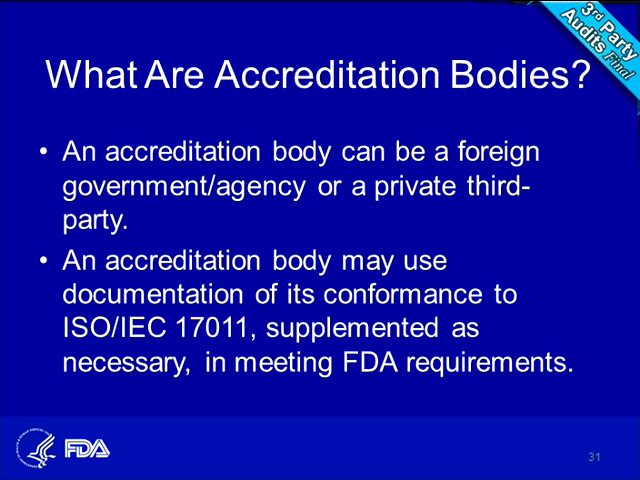 3rd Party
Audits Final
What Are Accreditation Bodies?
• An accreditation body can be a foreign
government/agency or a private third-
party.
• An accreditation body may use
documentation of its conformance to
ISO/IEC 17011, supplemented as
necessary, in meeting FDA requirements.
FDA
31